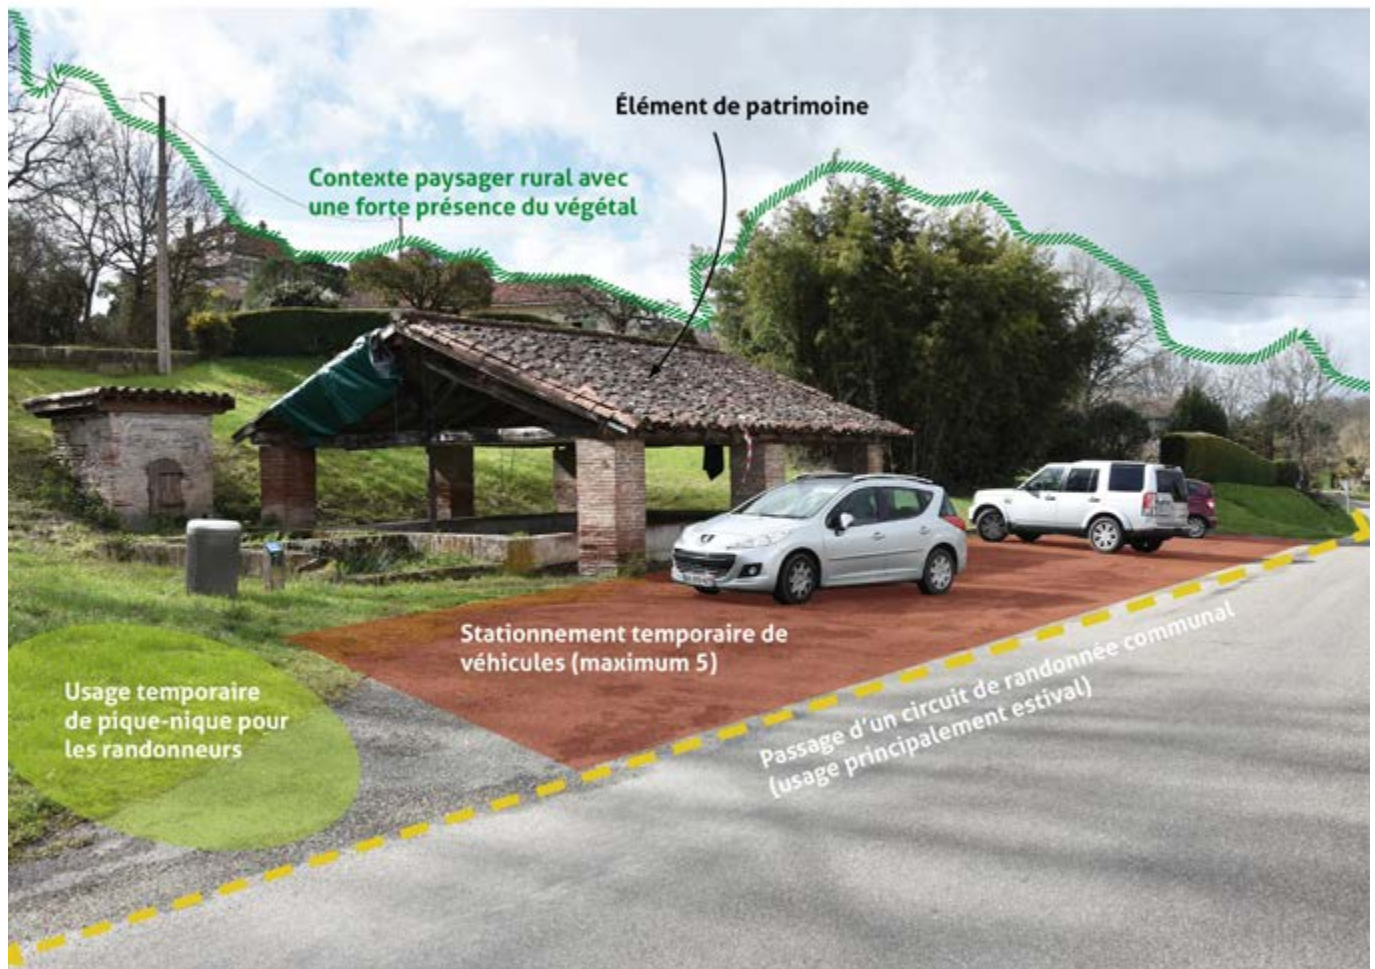 Élément de patrimoine
Contexte paysager rural avec
une forte présence du végétal
Stationnement temporaire de
véhicules (maximum 5)
Usage temporaire
de pique-nique pour
les randonneurs
Passage d'un circuit de randonnée communal
(usage principalement estival)